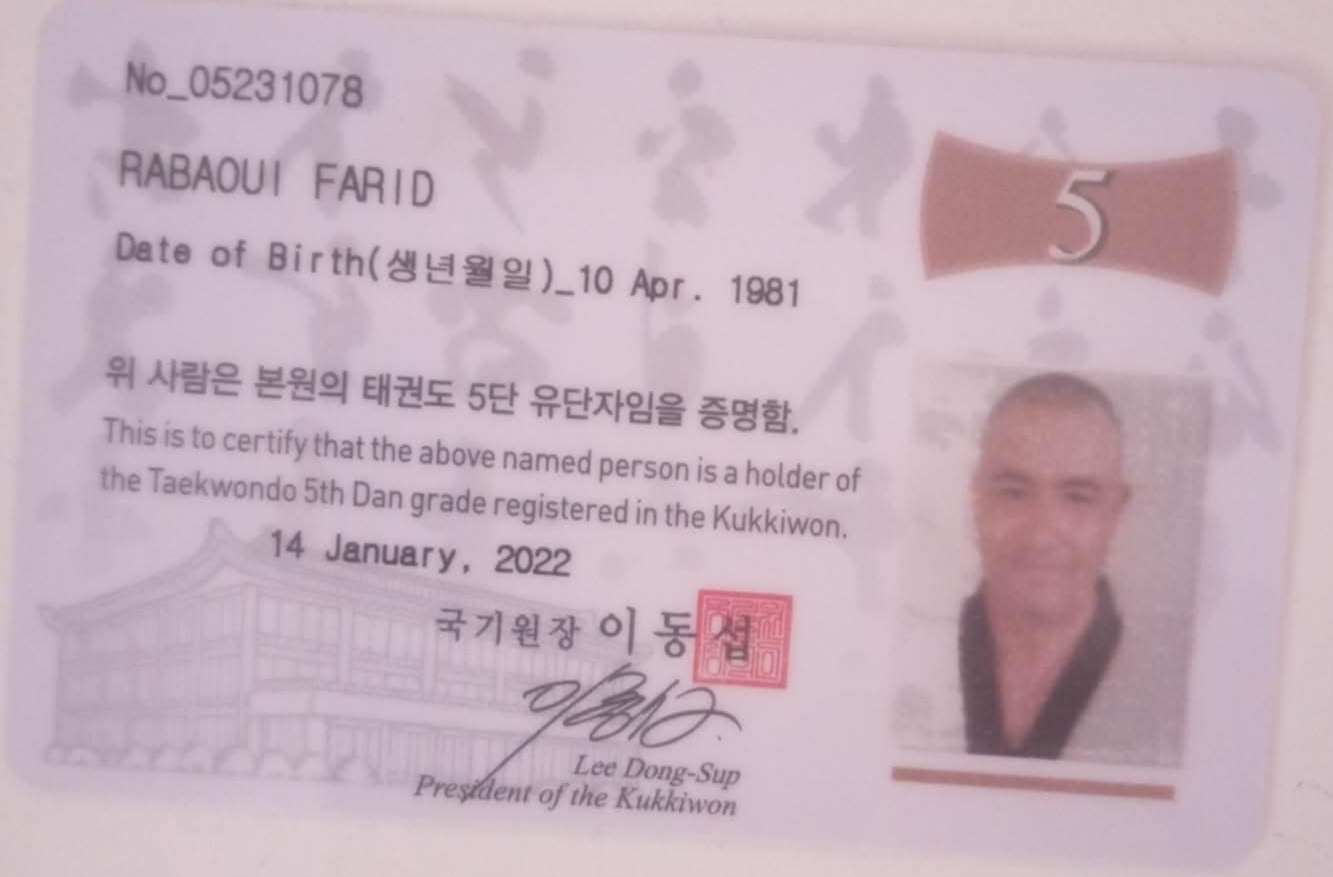 No_05231078
RABAOUI FARID
Date of Birth(생년월일)_10 Apr. 1981
5
위 사람은 본원의 태권도 5단 유단자임을 증명함.
This is to certify that the above named person is a holder of
the Taekwondo 5th Dan grade registered in the Kukkiwon.
14 January, 2022
국기원장 이동섭
Lee Dong-Sup
President of the Kukkiwon